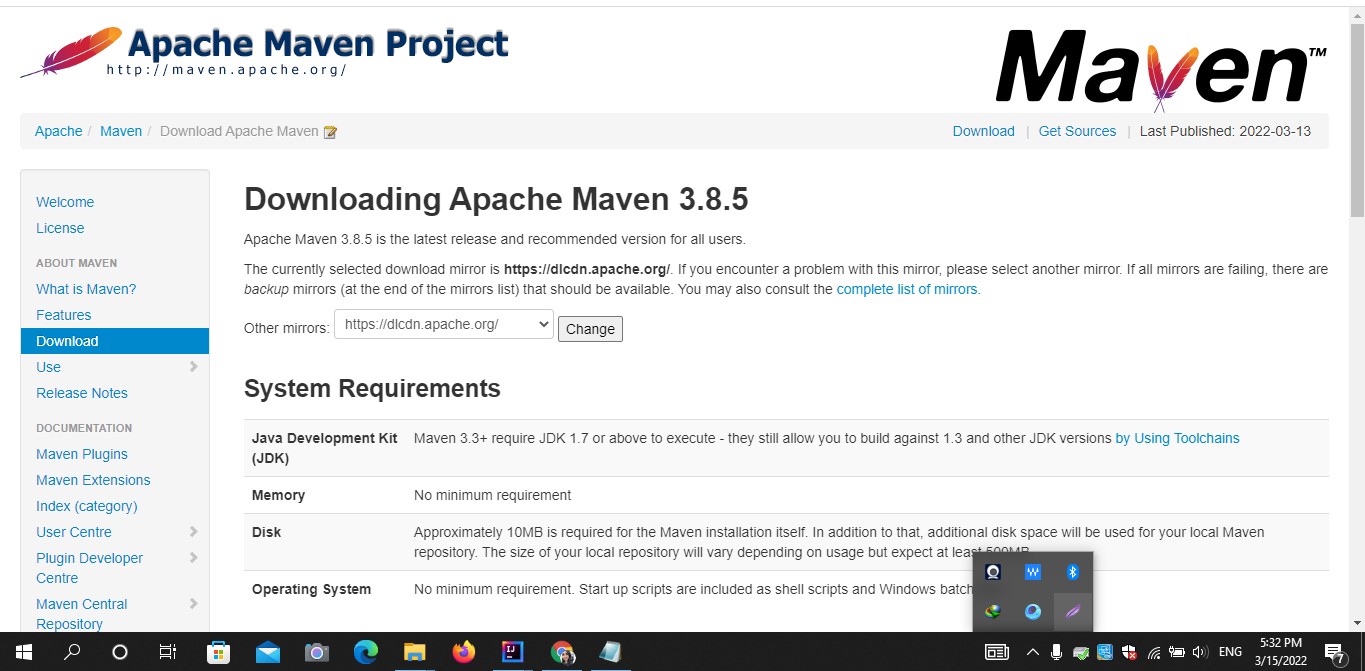 Apache Maven Project
http://maven.apache.org/
Maven™
Apache / Maven / Download Apache Maven
Download | Get Sources | Last Published: 2022-03-13
Welcome
License
ABOUT MAVEN
What is Maven?
Features
Download
Use
Release Notes
DOCUMENTATION
Maven Plugins
Maven Extensions
Index (category)
User Centre
Plugin Developer
Centre
Maven Central
Repository
Downloading Apache Maven 3.8.5
Apache Maven 3.8.5 is the latest release and recommended version for all users.
The currently selected download mirror is https://dlcdn.apache.org/. If you encounter a problem with this mirror, please select another mirror. If all mirrors are failing, there are
backup mirrors (at the end of the mirrors list) that should be available. You may also consult the complete list of mirrors.
Other mirrors: https://dlcdn.apache.org/ Change
System Requirements
Java Development Kit Maven 3.3+ require JDK 1.7 or above to execute - they still allow you to build against 1.3 and other JDK versions by Using Toolchains
(JDK)
Memory No minimum requirement
Disk Approximately 10MB is required for the Maven installation itself. In addition to that, additional disk space will be used for your local Maven
repository. The size of your local repository will vary depending on usage but expect at least 500MB.
Operating System No minimum requirement. Start up scripts are included as shell scripts and Windows batch
ENG
5:32 PM
3/15/2022
7